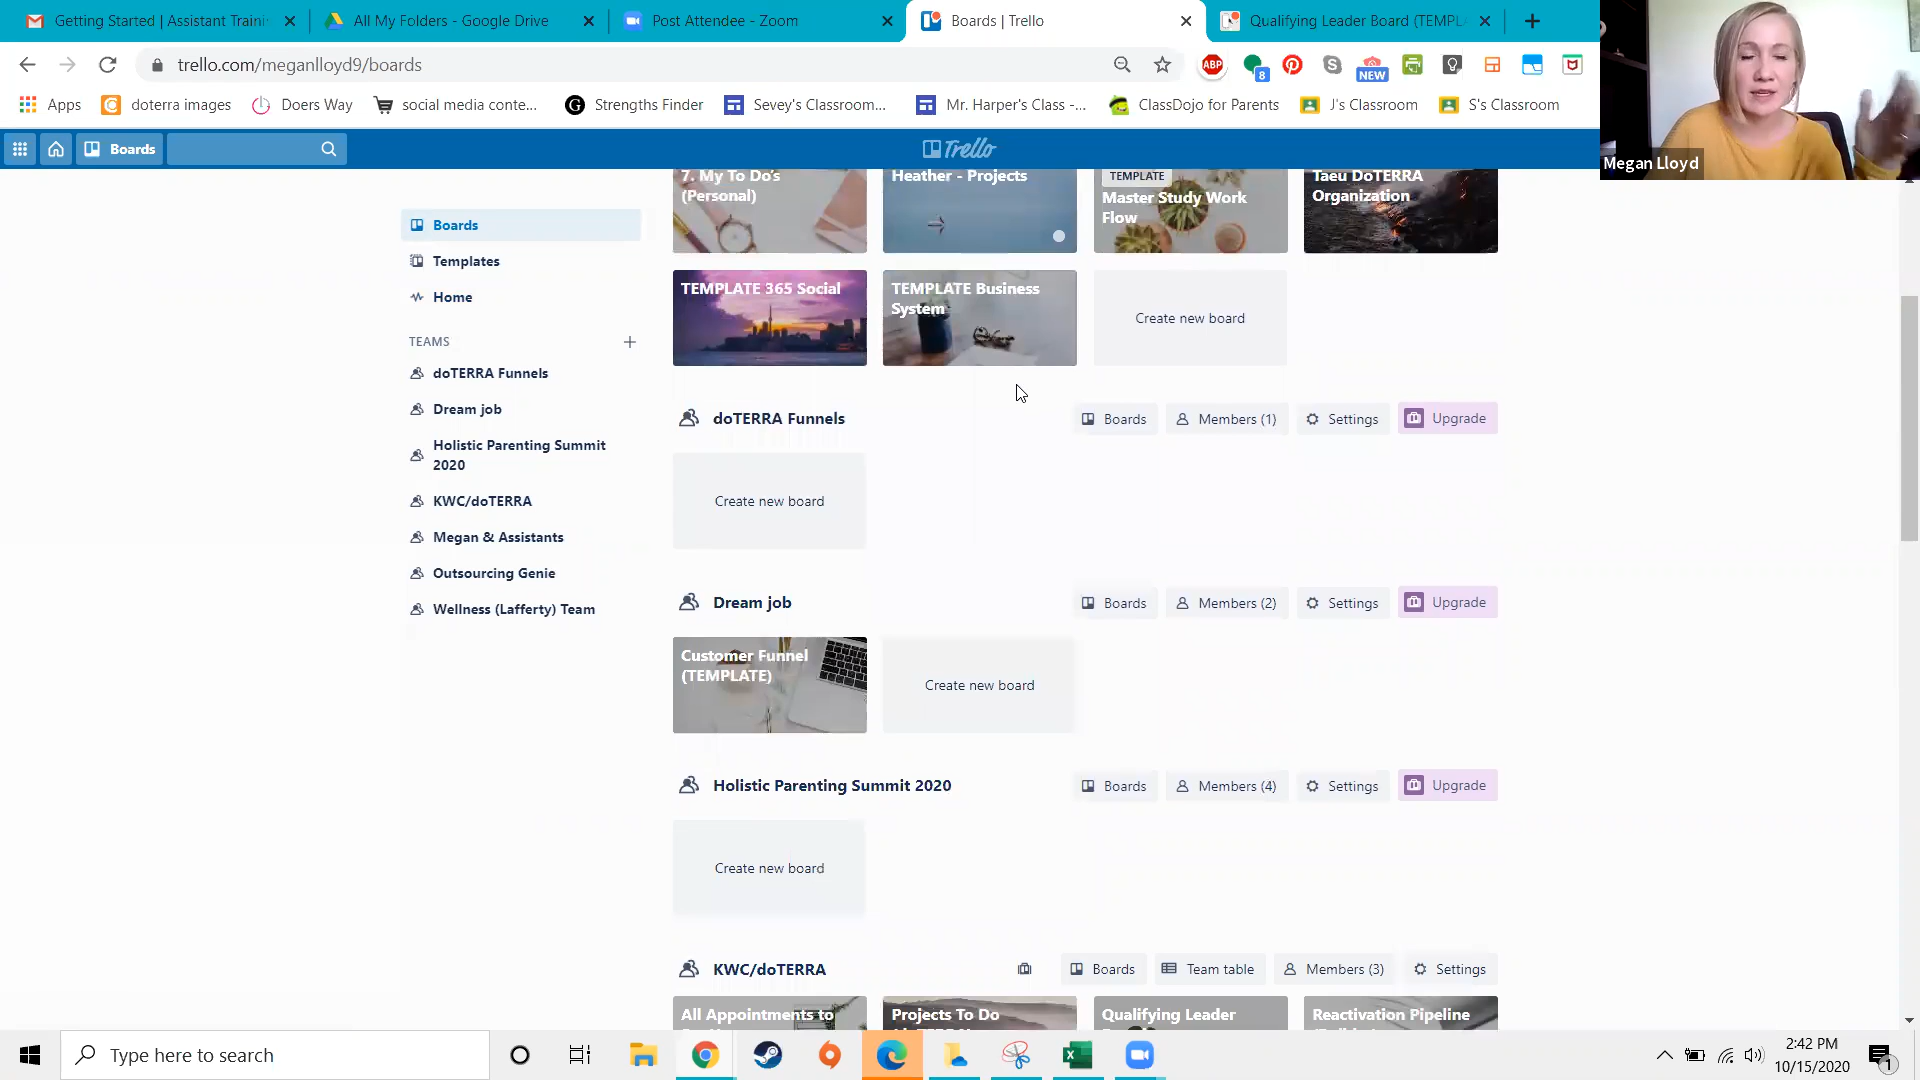 Getting Started | Assistant Traini
All My Folders - Google Drive
Post Attendee - Zoom
Boards | Trello
Qualifying Leader Board (TEMPL
trello.com/meganlloyd9/boards
ABP
8
NEW
Apps
doterra images
Doers Way
social media conte...
Strengths Finder
Sevey's Classroom...
Mr. Harper's Class -...
ClassDojo for Parents
J's Classroom
S's Classroom
Megan Lloyd
Boards
Trello
Boards
Templates
Home
TEAMS
doTERRA Funnels
Dream job
Holistic Parenting Summit
2020
KWC/doTERRA
Megan & Assistants
Outsourcing Genie
Wellness (Lafferty) Team
7. My To Do's
(Personal)
Heather - Projects
TEMPLATE
Master Study Work
Flow
Taeu DoTERRA
Organization
TEMPLATE 365 Social
TEMPLATE Business
System
Create new board
doTERRA Funnels
Boards
Members (1)
Settings
Upgrade
Create new board
Dream job
Boards
Members (2)
Settings
Upgrade
Customer Funnel
(TEMPLATE)
Create new board
Holistic Parenting Summit 2020
Boards
Members (4)
Settings
Upgrade
Create new board
KWC/doTERRA
Boards
Team table
Members (3)
Settings
All Appointments to
Projects To Do
Qualifying Leader
Reactivation Pipeline
Type here to search
2:42 PM
10/15/2020
1